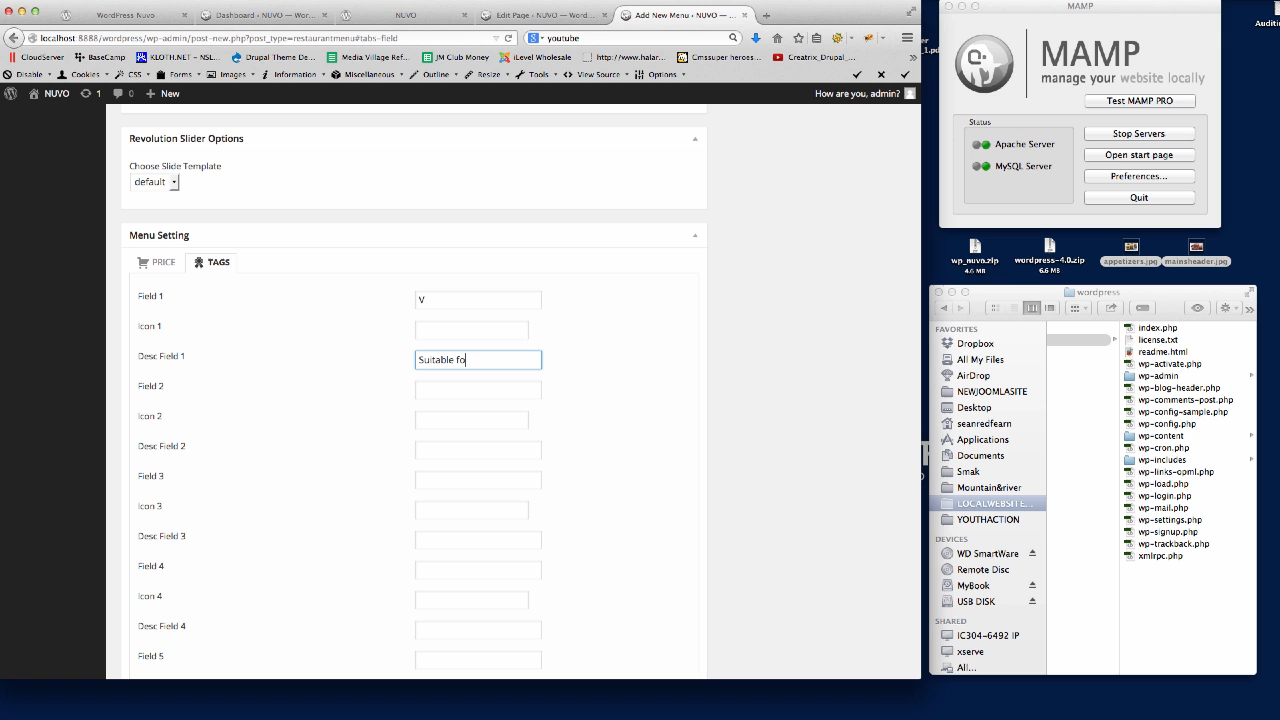 WordPress Nuvo
Dashboard ‹ NUVO — Wor...
NUVO
Edit Page ‹ NUVO — Word...
Add New Menu ‹ NUVO — ...
localhost:8888/wordpress/wp-admin/post-new.php?post_type=restaurantmenu#tabs-field
youtube
CloudServer
BaseCamp
KLOTH.NET - NSL...
Drupal Theme De...
Media Village Ref...
JM Club Mom...
iLevel Wholesale
http://www.halar...
Cmssuper heroes...
Creatrix_Drupal_...
Disable
Cookies
CSS
Forms
Images
Information
Miscellaneous
Outline
Resize
Tools
View Source
Options
NUVO
1
0
New
How are you, admin?
Revolution Slider Options
Choose Slide Template
default
Menu Setting
PRICE
TAGS
Field 1
V
Icon 1
Desc Field 1
Suitable fo
Field 2
Icon 2
Desc Field 2
Field 3
Icon 3
Desc Field 3
Field 4
Icon 4
Desc Field 4
Field 5
MAMP
MAMP
manage your website locally
Test MAMP PRO
Status
Apache Server
MySQL Server
Stop Servers
Open start page
Preferences...
Quit
wp_nuvo.zip
4.6 MB
wordpress-4.0.zip
6.6 MB
appetizers.jpg
mainsheader.jpg
wordpress
FAVORITES
Dropbox
All My Files
AirDrop
NEWJOOMLASITE
Desktop
seanredfearn
Applications
Documents
Smak
Mountain&river
LOCALWEBSITE...
YOUTHACTION
DEVICES
WD SmartWare
Remote Disc
MyBook
USB DISK
SHARED
IC304-6492 IP
xserve
All...
index.php
license.txt
readme.html
wp-activate.php
wp-admin
wp-blog-header.php
wp-comments-post.php
wp-config-sample.php
wp-config.php
wp-content
wp-cron.php
wp-includes
wp-links-opml.php
wp-load.php
wp-login.php
wp-mail.php
wp-settings.php
wp-signup.php
wp-trackback.php
xmlrpc.php